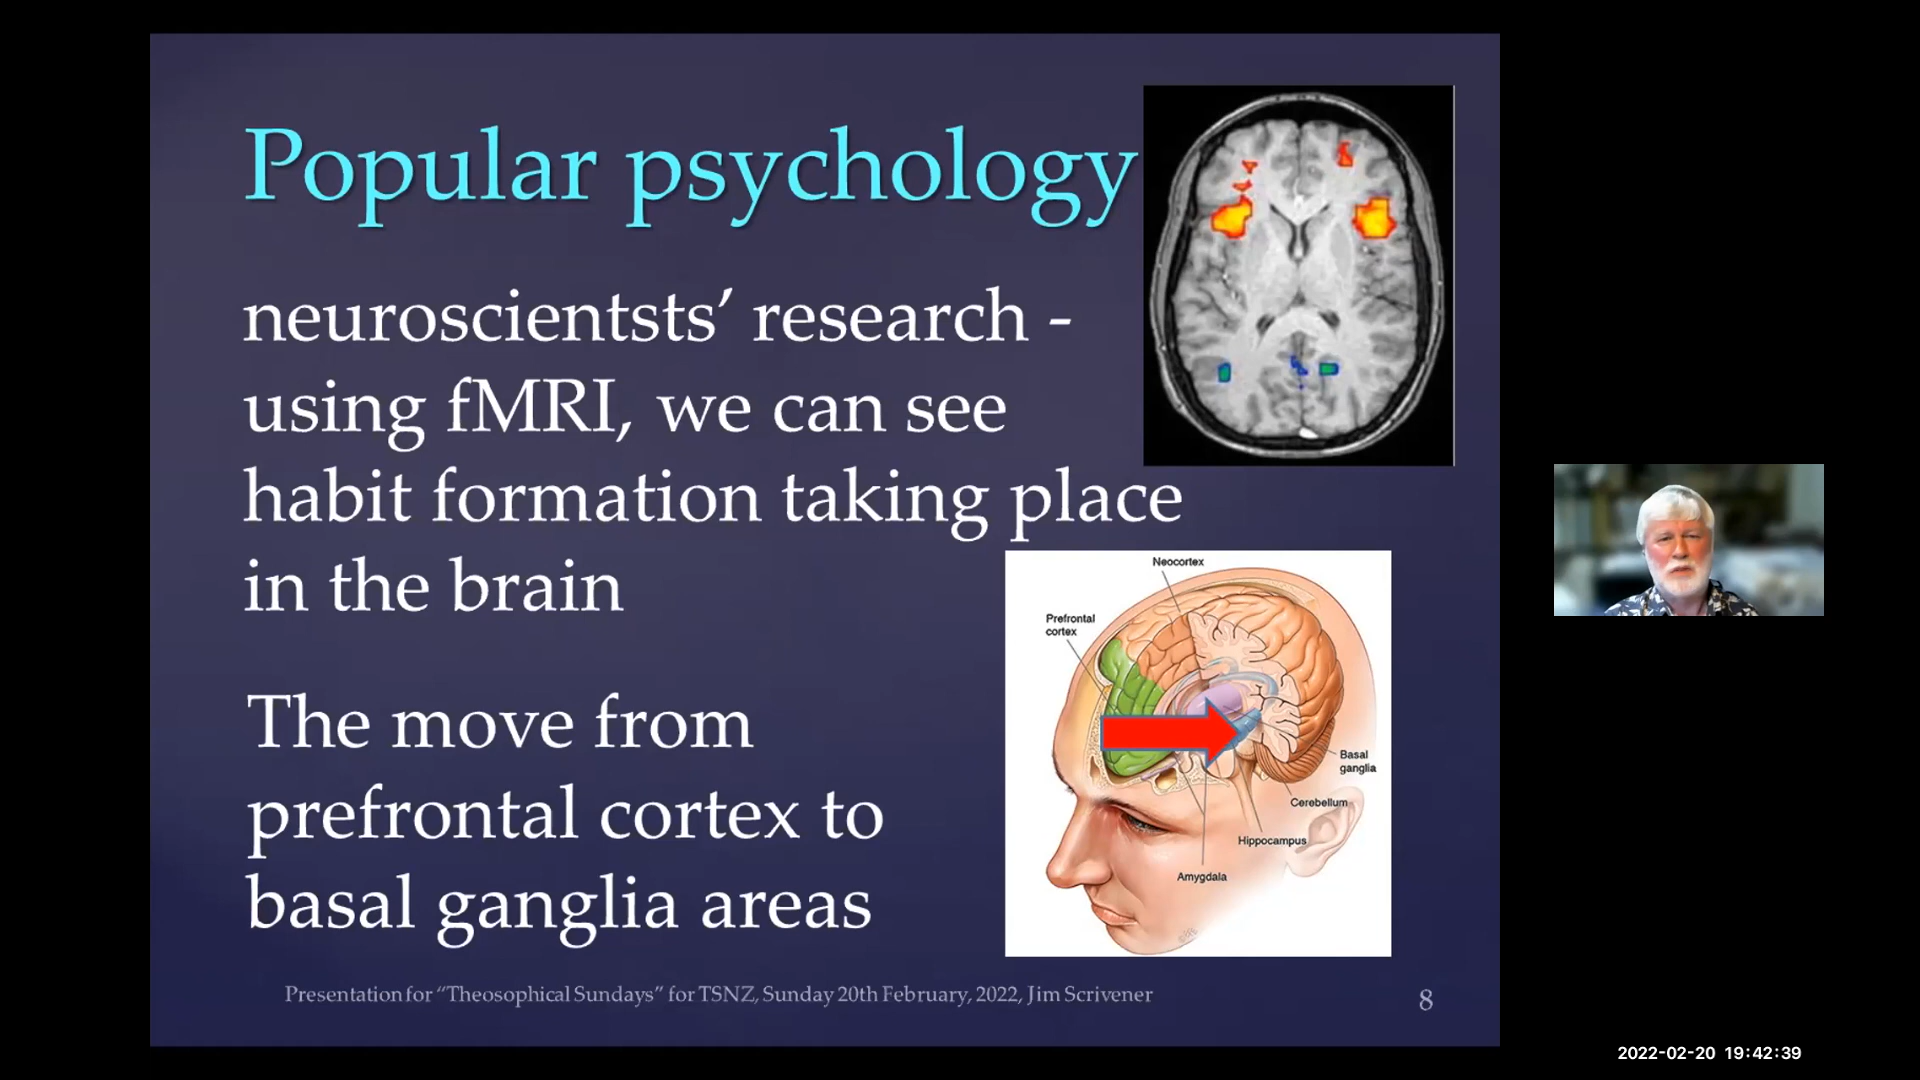 Popular psychology
neuroscientsts’ research -
using fMRI, we can see
habit formation taking place
in the brain
The move from
prefrontal cortex to
basal ganglia areas
Neocortex
Prefrontal
cortex
Basal
ganglia
Cerebellum
Hippocampus
Amygdala
Presentation for “Theosophical Sundays” for TSNZ, Sunday 20th February, 2022, Jim Scrivener
8
2022-02-20 19:42:39